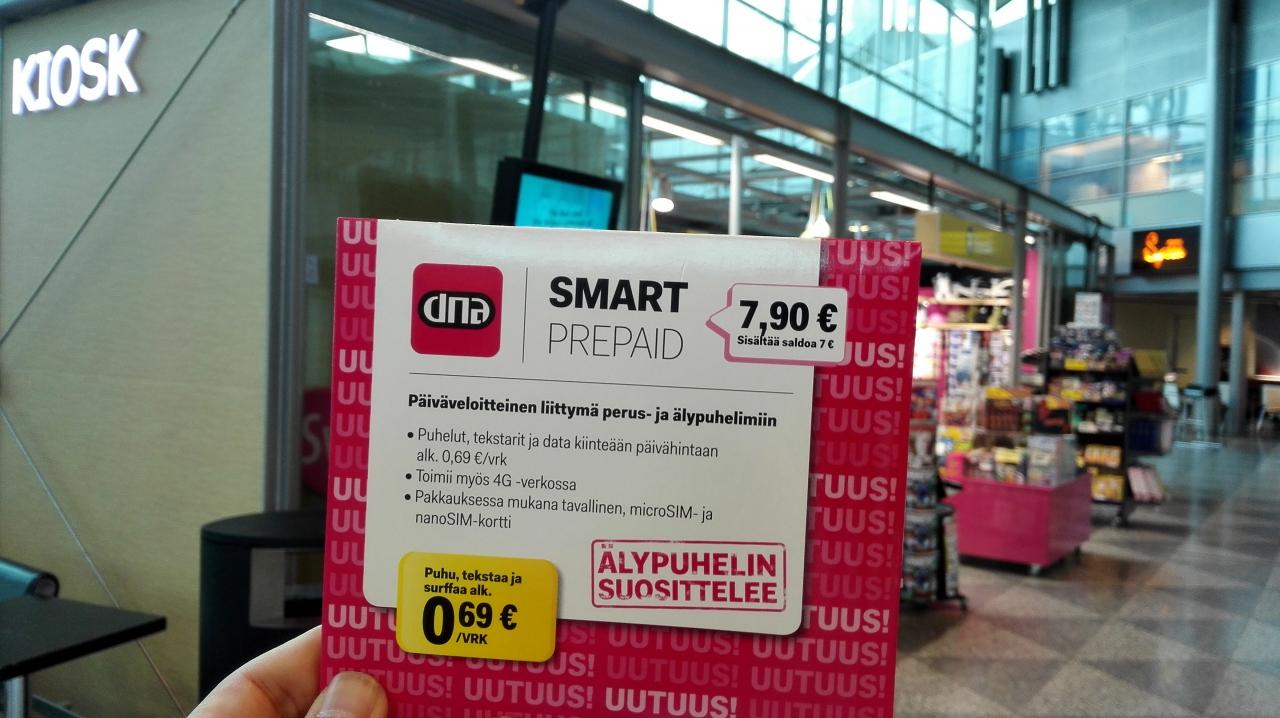 KIOSK
dna
SMART
PREPAID
7,90 €
Sisältää saldoa 7 €
Päiväveloitteinen liittymä perus- ja älypuhelimiin
• Puhelut, tekstarit ja data kiinteään päivähintaan
alk. 0,69 €/vrk
• Toimii myös 4G -verkossa
• Pakkauksessa mukana tavallinen, microSIM- ja
nanoSIM-kortti
ÄLYPUHELIN
SUOSITTELEE
Puhu, tekstaa ja
surffaa alk.
0,69 €
/VRK
UUTUUS! UUTUUS! UUTUUS! UUTUUS!
UUTUUS! UUTUUS! UUTUUS! UUTUUS!